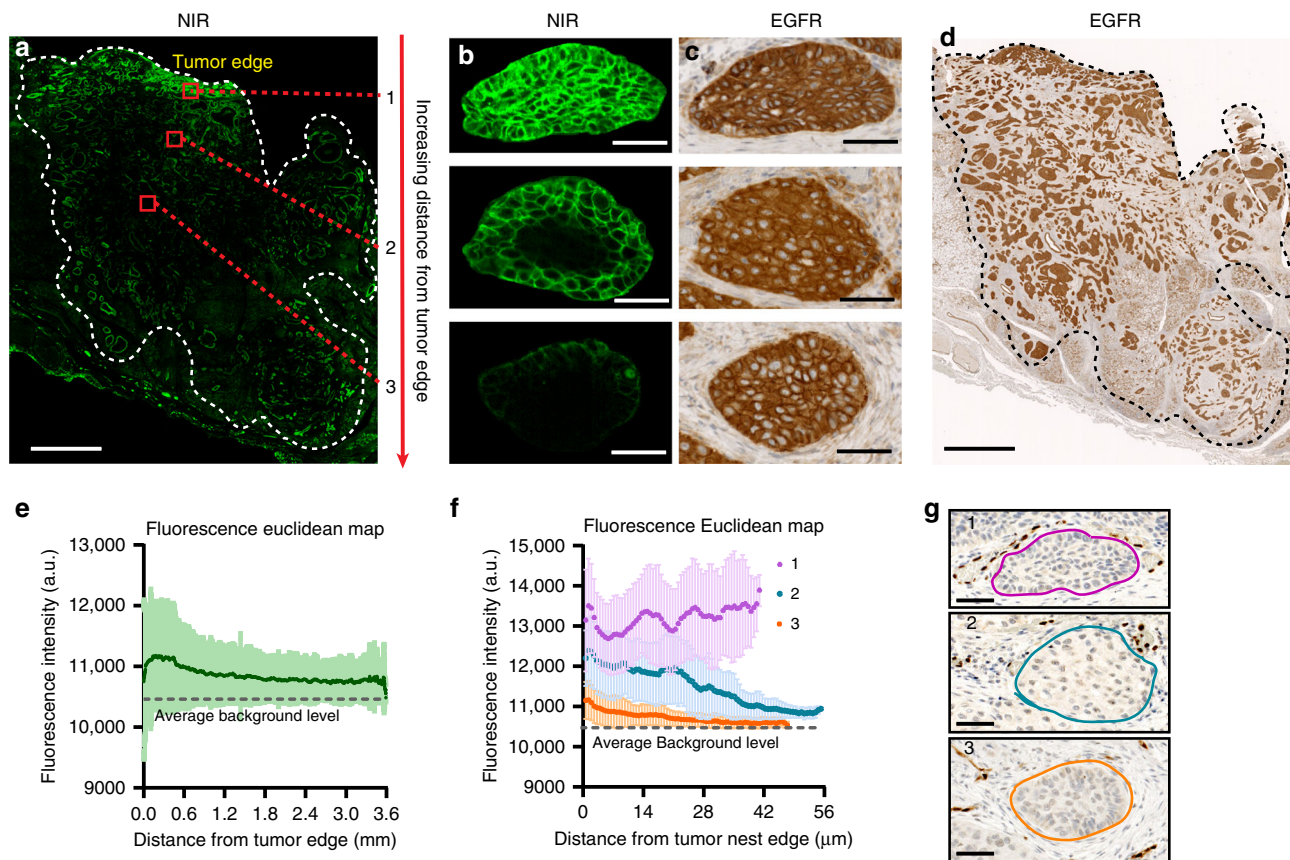 NIR
NIR
EGFR
EGFR
a
Tumor edge
1
2
3
Increasing distance from tumor edge
b
c
d
e
Fluorescence euclidean map
13,000
12,000
11,000
10,000
9000
Fluorescence intensity (a.u.)
Average background level
0.0
0.6
1.2
1.8
2.4
3.0
3.6
Distance from tumor edge (mm)
f
Fluorescence Euclidean map
15,000
14,000
13,000
12,000
11,000
10,000
9000
Fluorescence intensity (a.u.)
1
2
3
Average Background level
0
14
28
42
56
Distance from tumor nest edge (μm)
g
1
2
3